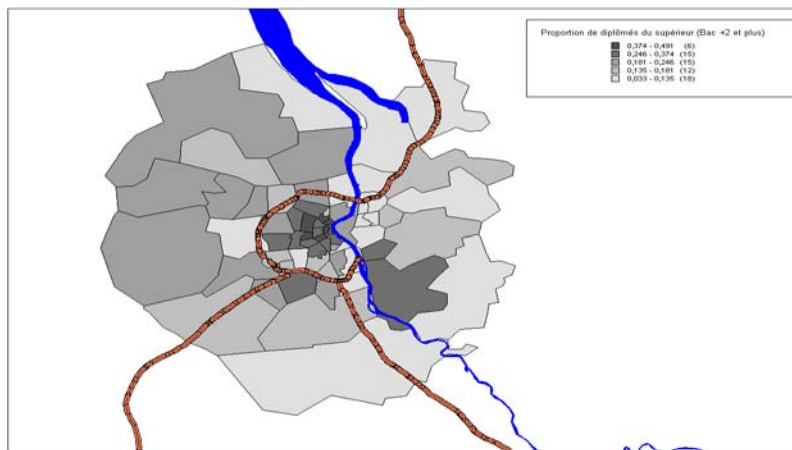 Proportion de diplômés du supérieur (Bac +2 et plus)
0,374 - 0,491 (6)
0,246 - 0,374 (15)
0,181 - 0,246 (15)
0,135 - 0,181 (12)
0,033 - 0,135 (18)